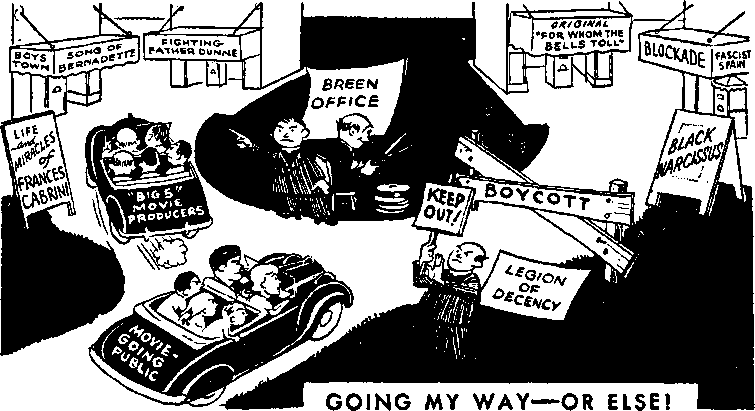 BOYS
TOWN
SONG OF
BERNADETTE
FIGHTING
FATHER DUNNE
ORIGINAL
"FOR WHOM THE
BELLS TOLL"
BLOCKADE
FASCIST
SPAIN
BREEN
OFFICE
LIFE
and
MIRACLES
of
FRANCES
CABRINI
"BIG 5"
MOVIE
PRODUCERS
BLACK
NARCISSUS
KEEP
OUT!
BOYCOTT
LEGION
OF
DECENCY
MOVIE-
GOING
PUBLIC
GOING MY WAY—OR ELSE!